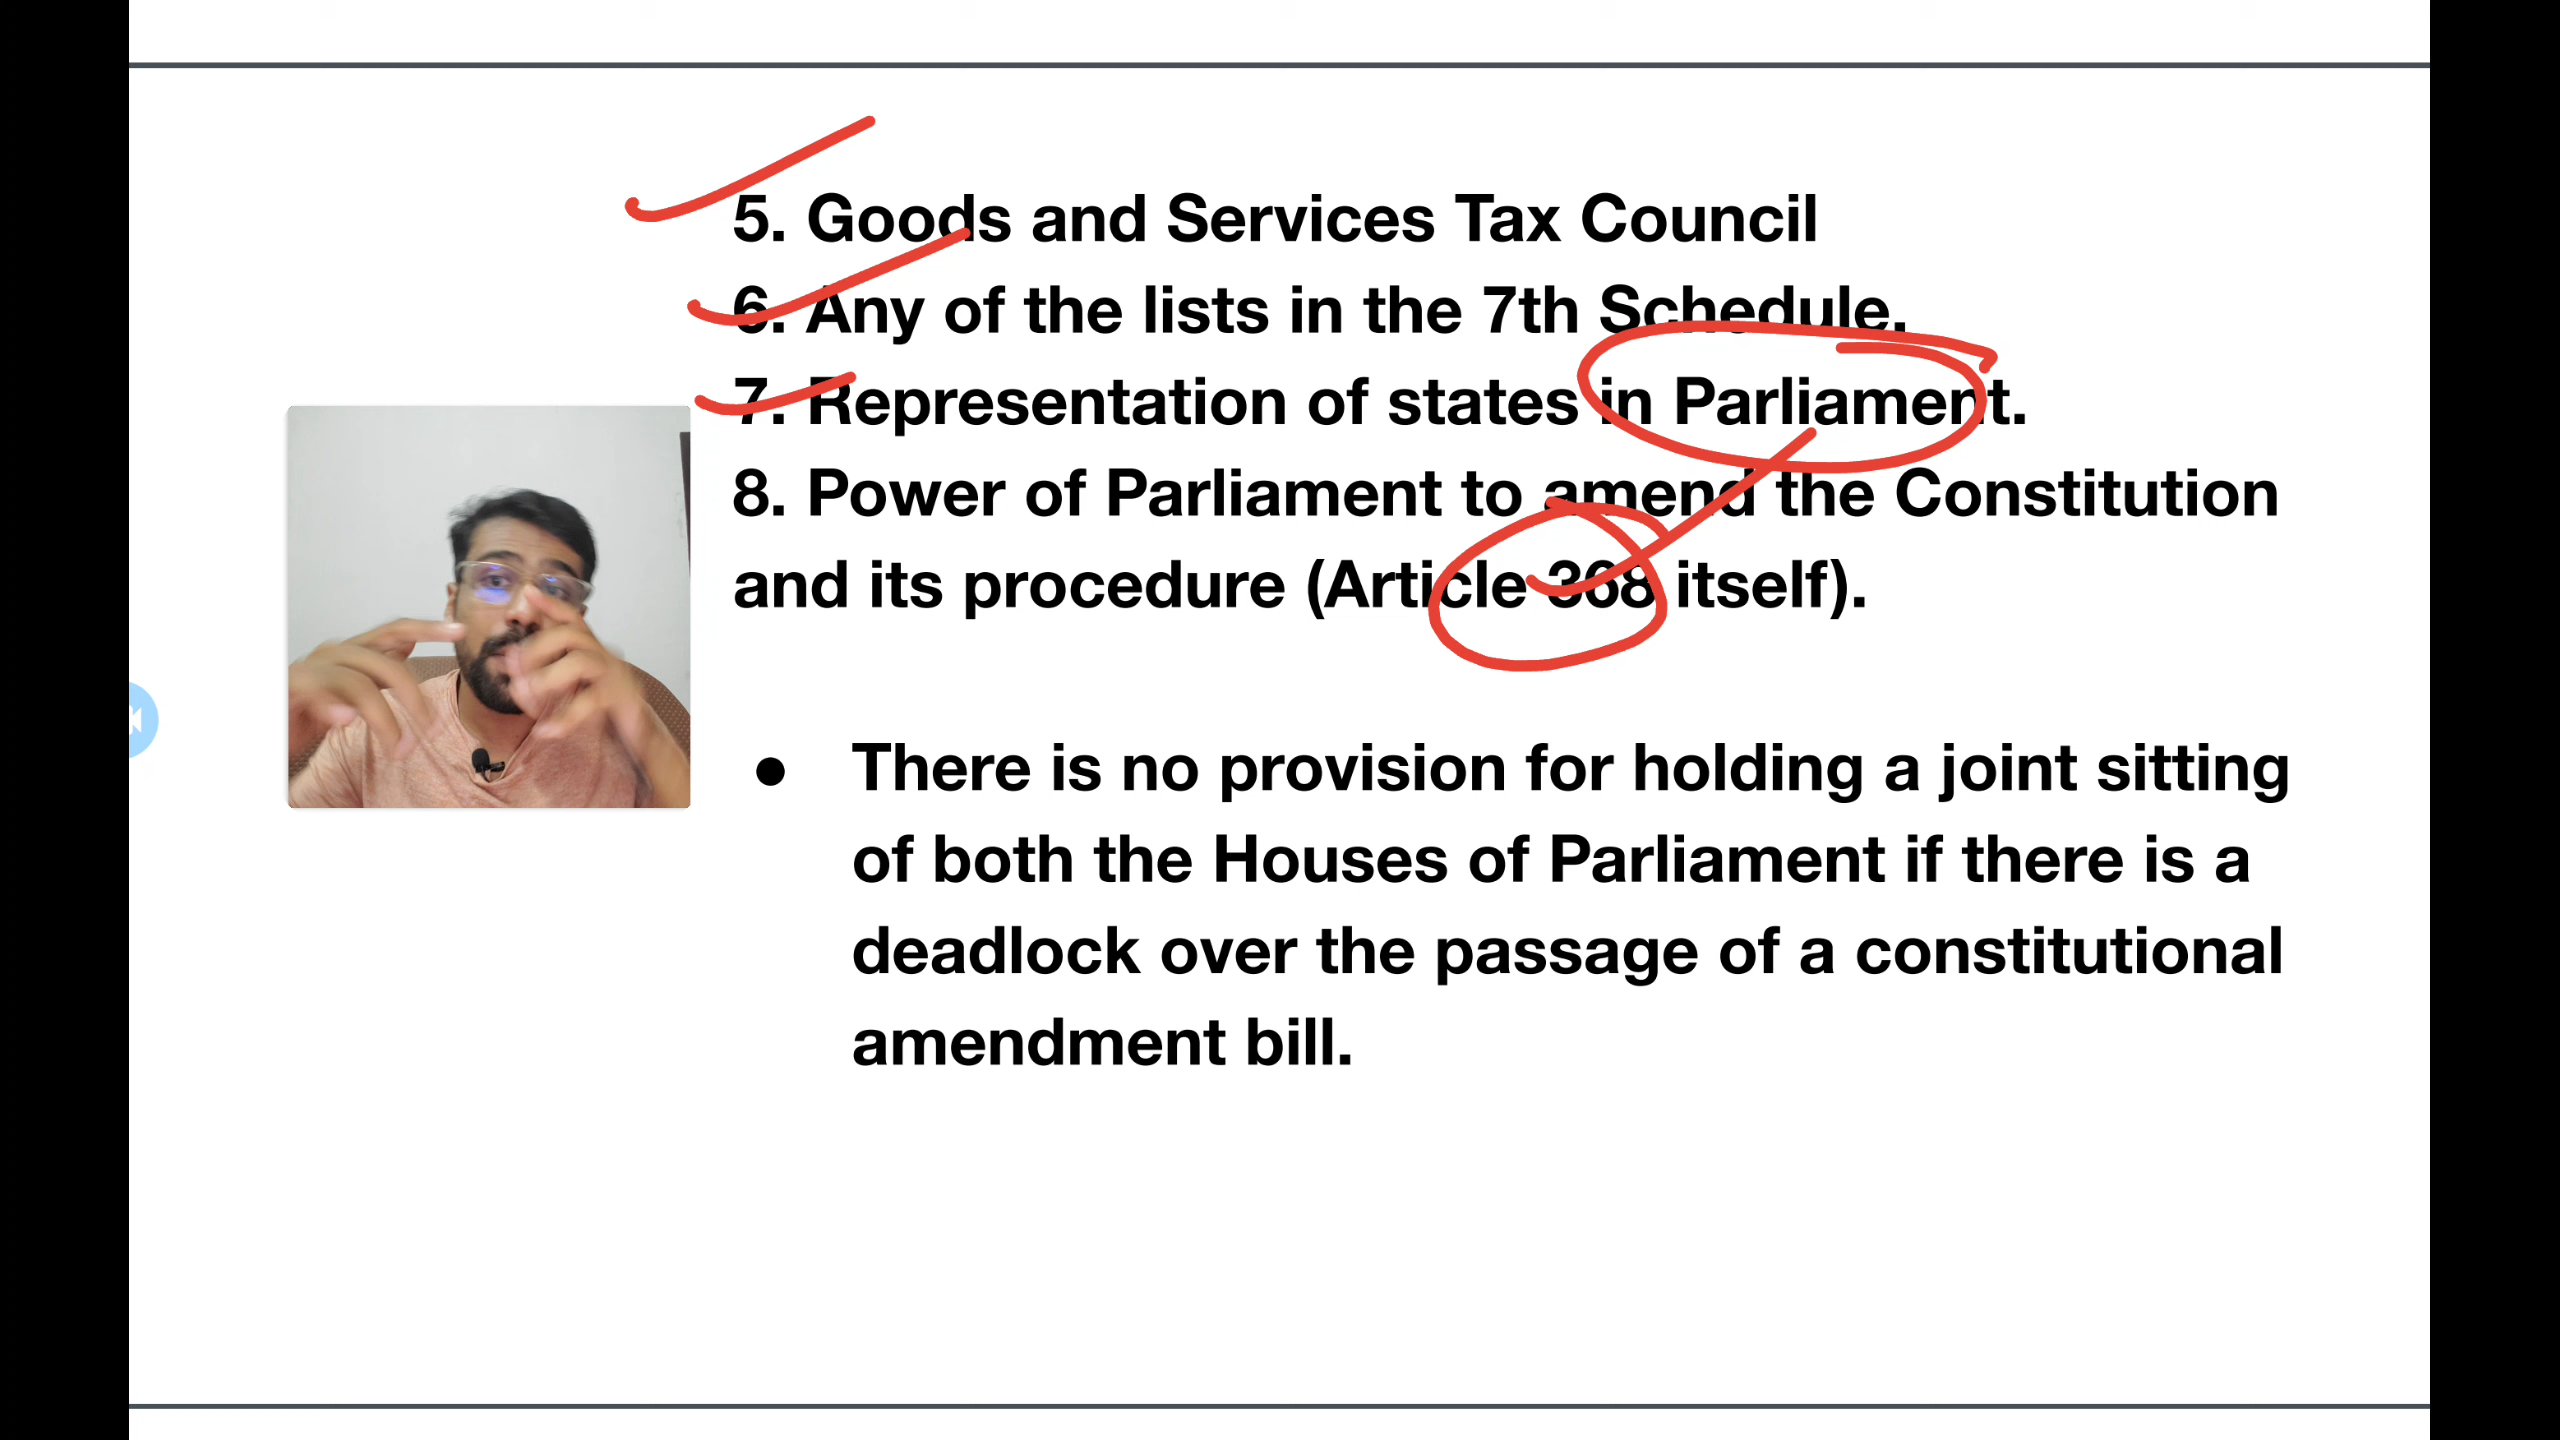 5. Goods and Services Tax Council
6. Any of the lists in the 7th Schedule.
7. Representation of states in Parliament.
8. Power of Parliament to amend the Constitution
and its procedure (Article 368 itself).
● There is no provision for holding a joint sitting
of both the Houses of Parliament if there is a
deadlock over the passage of a constitutional
amendment bill.